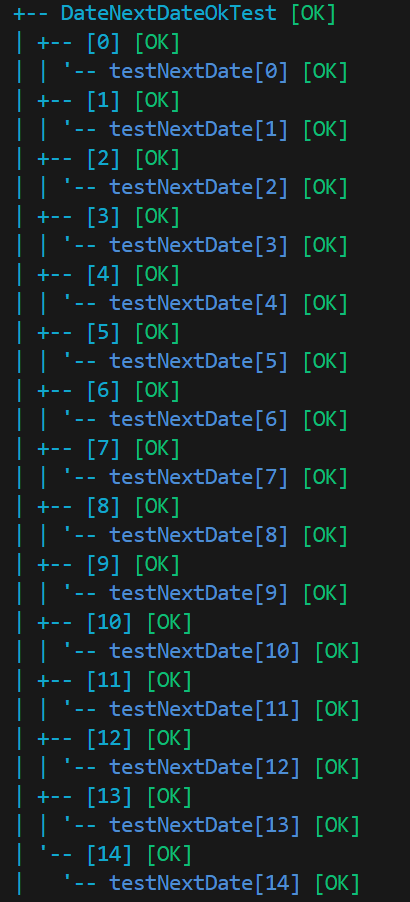 +-- DateNextDateOkTest [OK]
| +-- [0] [OK]
| | '-- testNextDate[0] [OK]
| +-- [1] [OK]
| | '-- testNextDate[1] [OK]
| +-- [2] [OK]
| | '-- testNextDate[2] [OK]
| +-- [3] [OK]
| | '-- testNextDate[3] [OK]
| +-- [4] [OK]
| | '-- testNextDate[4] [OK]
| +-- [5] [OK]
| | '-- testNextDate[5] [OK]
| +-- [6] [OK]
| | '-- testNextDate[6] [OK]
| +-- [7] [OK]
| | '-- testNextDate[7] [OK]
| +-- [8] [OK]
| | '-- testNextDate[8] [OK]
| +-- [9] [OK]
| | '-- testNextDate[9] [OK]
| +-- [10] [OK]
| | '-- testNextDate[10] [OK]
| +-- [11] [OK]
| | '-- testNextDate[11] [OK]
| +-- [12] [OK]
| | '-- testNextDate[12] [OK]
| +-- [13] [OK]
| | '-- testNextDate[13] [OK]
| '-- [14] [OK]
|   '-- testNextDate[14] [OK]